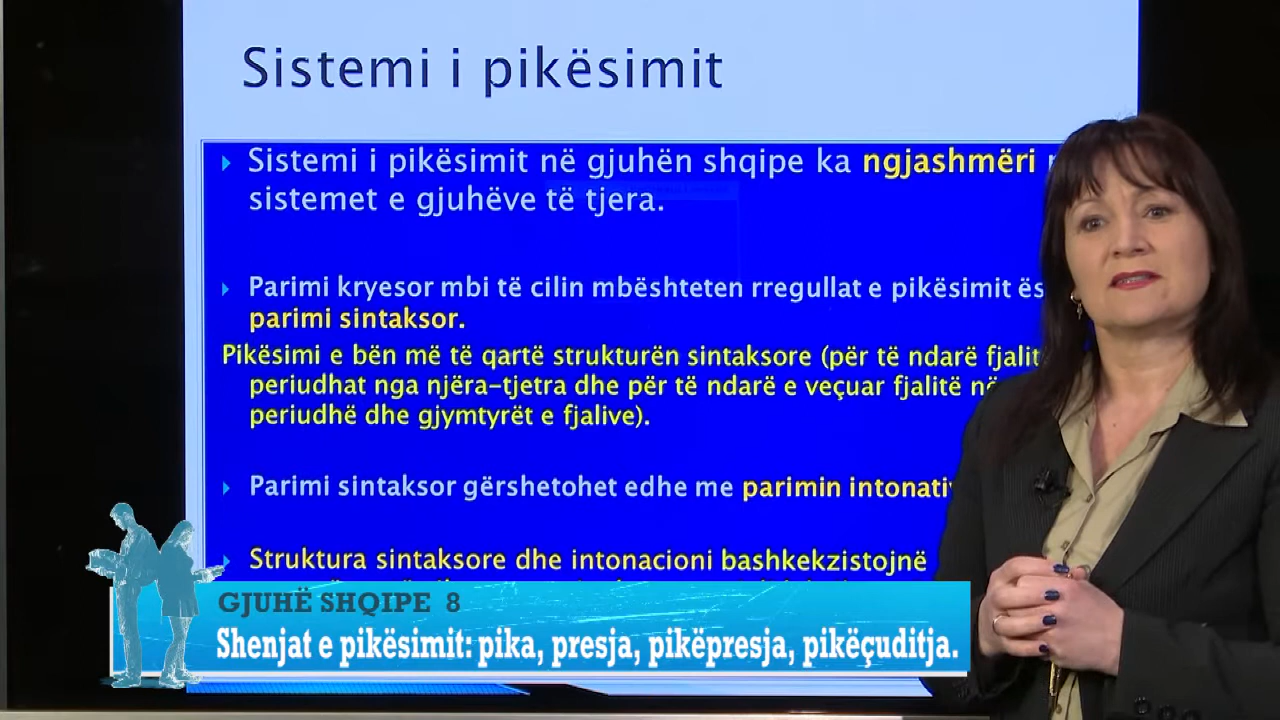 Sistemi i pikësimit
Sistemi i pikësimit në gjuhën shqipe ka ngjashmëri
sistemet e gjuhëve të tjera.
Parimi kryesor mbi të cilin mbështeten rregullat e pikësimit
parimi sintaksor.
Pikësimi e bën më të qartë strukturën sintaksore (për të ndarë
periudhat nga njëra-tjetra dhe për të ndarë e veçuar fjalitë në
periudhë dhe gjymtyrët e fjalive).
Parimi sintaksor gërshetohet edhe me parimin
Struktura sintaksore dhe intonacioni bashkekzistojnë
GJUHË SHQIPE 8
Shenjat e pikësimit: pika, presja, pikëpresja, pikëçuditja.